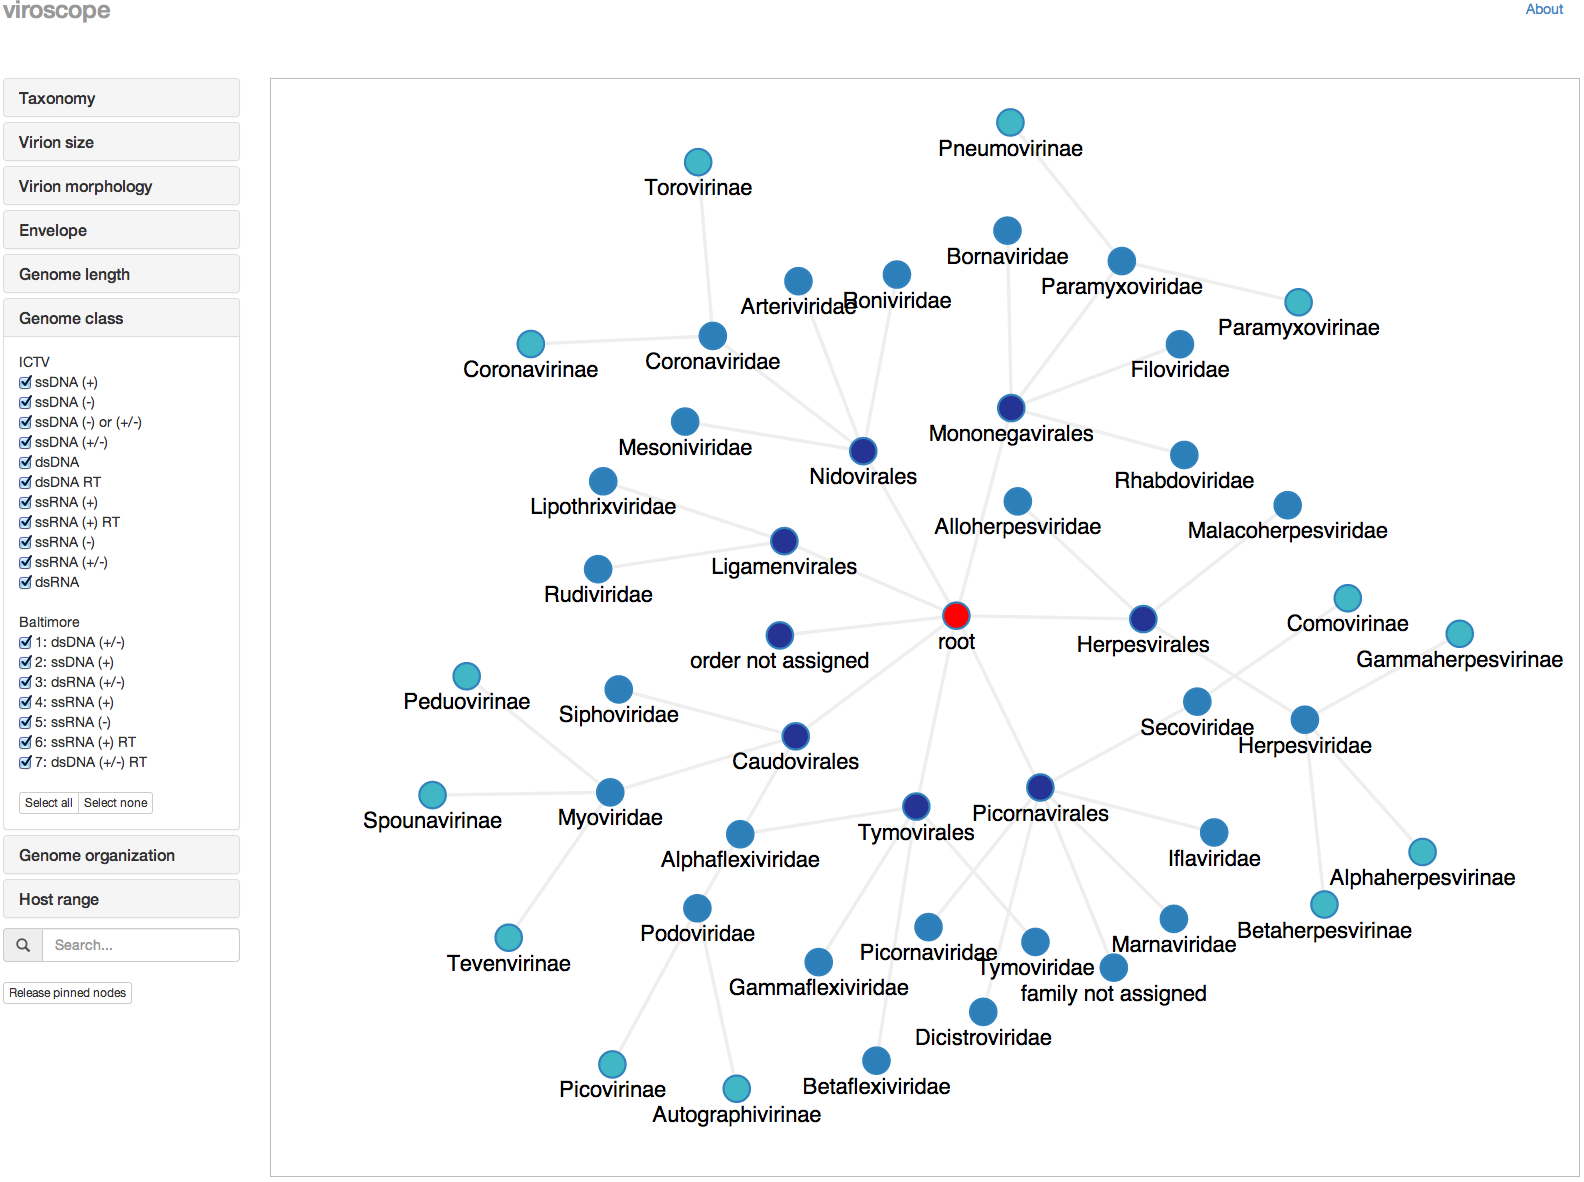 viroscope
About
Taxonomy
Virion size
Virion morphology
Envelope
Genome length
Genome class
ICTV
ssDNA (+)
ssDNA (-)
ssDNA (-) or (+/-)
ssDNA (+/-)
dsDNA
dsDNA RT
ssRNA (+)
ssRNA (+) RT
ssRNA (-)
ssRNA (+/-)
dsRNA
Baltimore
1: dsDNA (+/-)
2: ssDNA (+)
3: dsRNA (+/-)
4: ssRNA (+)
5: ssRNA (-)
6: ssRNA (+) RT
7: dsDNA (+/-) RT
Select all
Select none
Genome organization
Host range
Search...
Release pinned nodes
Pneumovirinae
Torovirinae
Bornaviridae
Paramyxoviridae
Arteriviridae
Roniviridae
Paramyxovirinae
Coronavirinae
Coronaviridae
Filoviridae
Mononegavirales
Mesoniviridae
Nidovirales
Rhabdoviridae
Lipothrixviridae
Alloherpesviridae
Malacoherpesviridae
Ligamenvirales
Rudiviridae
Comovirinae
root
Herpesvirales
order not assigned
Gammaherpesvirinae
Peduovirinae
Siphoviridae
Secoviridae
Herpesviridae
Caudovirales
Spounavirinae
Myoviridae
Picornavirales
Tymovirales
Alphaflexiviridae
Iflaviridae
Alphaherpesvirinae
Podoviridae
Betaherpesvirinae
Marnaviridae
Picornaviridae
Tevenvirinae
Tymoviridae
Gammaflexiviridae
family not assigned
Dicistroviridae
Betaflexiviridae
Picovirinae
Autographivirinae